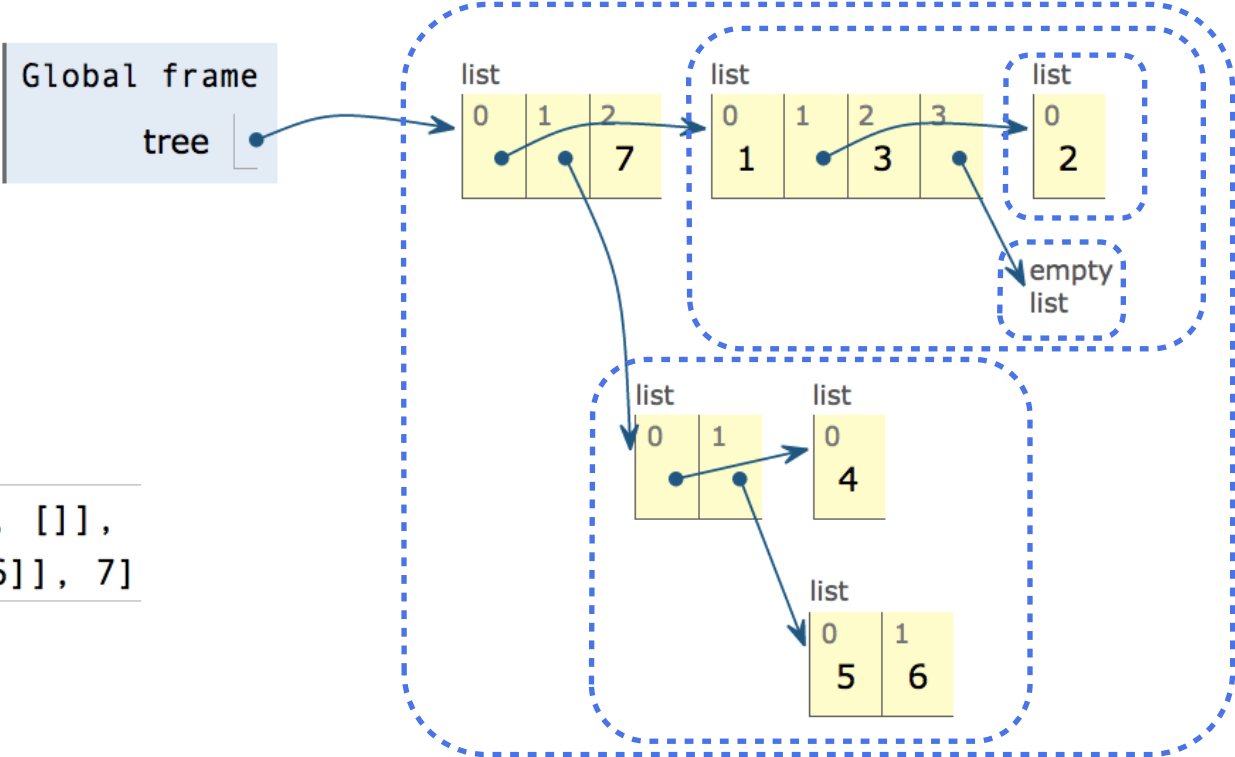 Global frame
tree
list
0 1 2
7
list
0 1 2 3
1 3
list
0
2
empty
list
list
0 1
list
0
4
list
0 1
5 6
, []],
6]], 7]